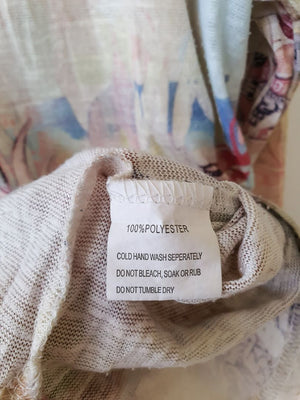 100%POLYESTER
COLD HAND WASH SEPERATELY
DO NOT BLEACH, SOAK OR RUB
DO NOT TUMBLE DRY